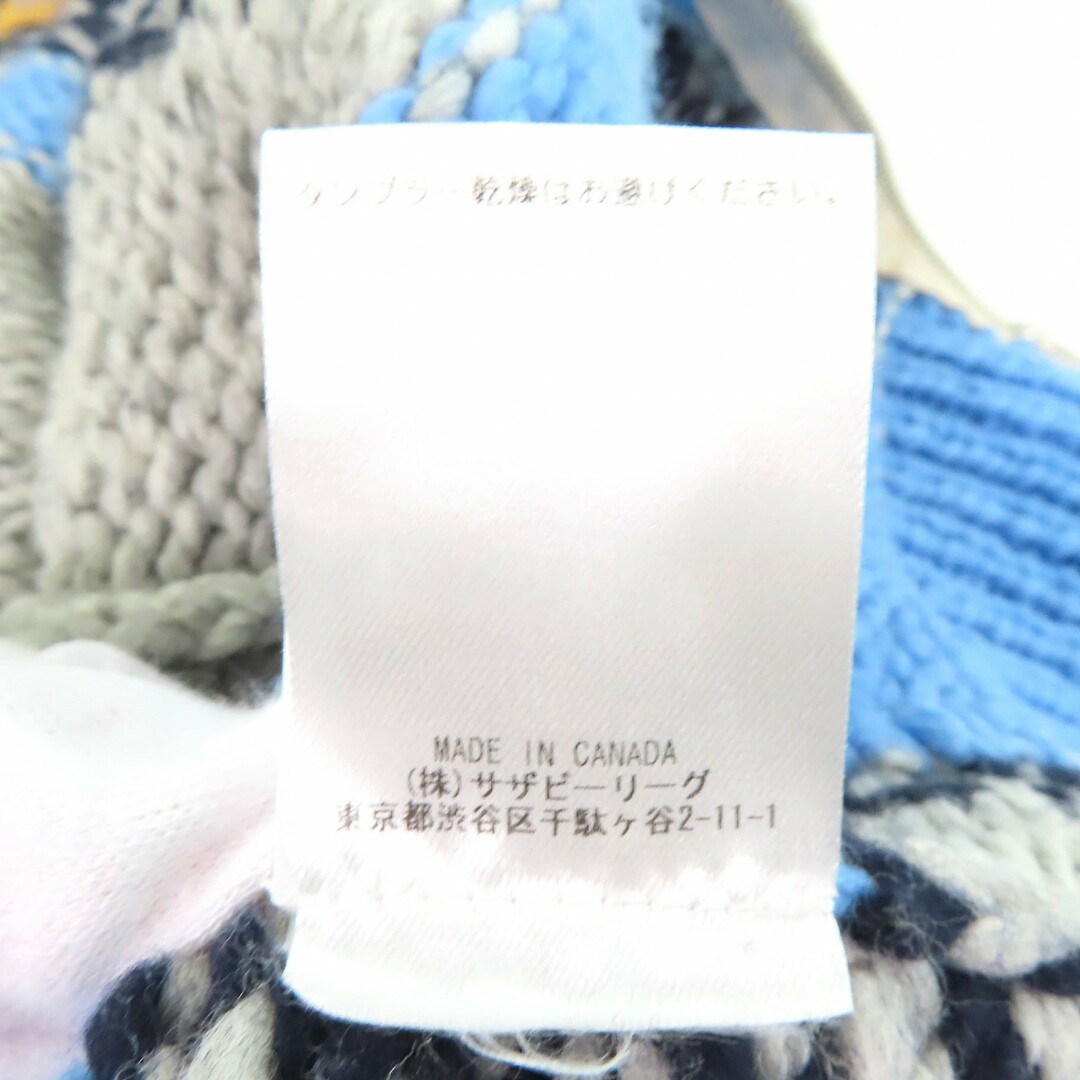 タンブラー乾燥はお避けください。
MADE IN CANADA
(株)サザビーリーグ
東京都渋谷区千駄ヶ谷2-11-1